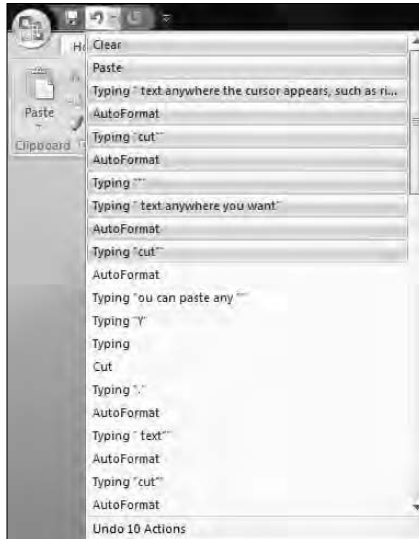 Clear
Paste
Typing " text anywhere the cursor appears, such as ri...
Paste
AutoFormat
Typing "cut"
Clipboard
AutoFormat
Typing ""
Typing " text anywhere you want"
AutoFormat
Typing "cut"
AutoFormat
Typing "ou can paste any "
Typing "Y"
Typing
Cut
Typing "."
AutoFormat
Typing " text"
AutoFormat
Typing "cut"
AutoFormat
Undo 10 Actions